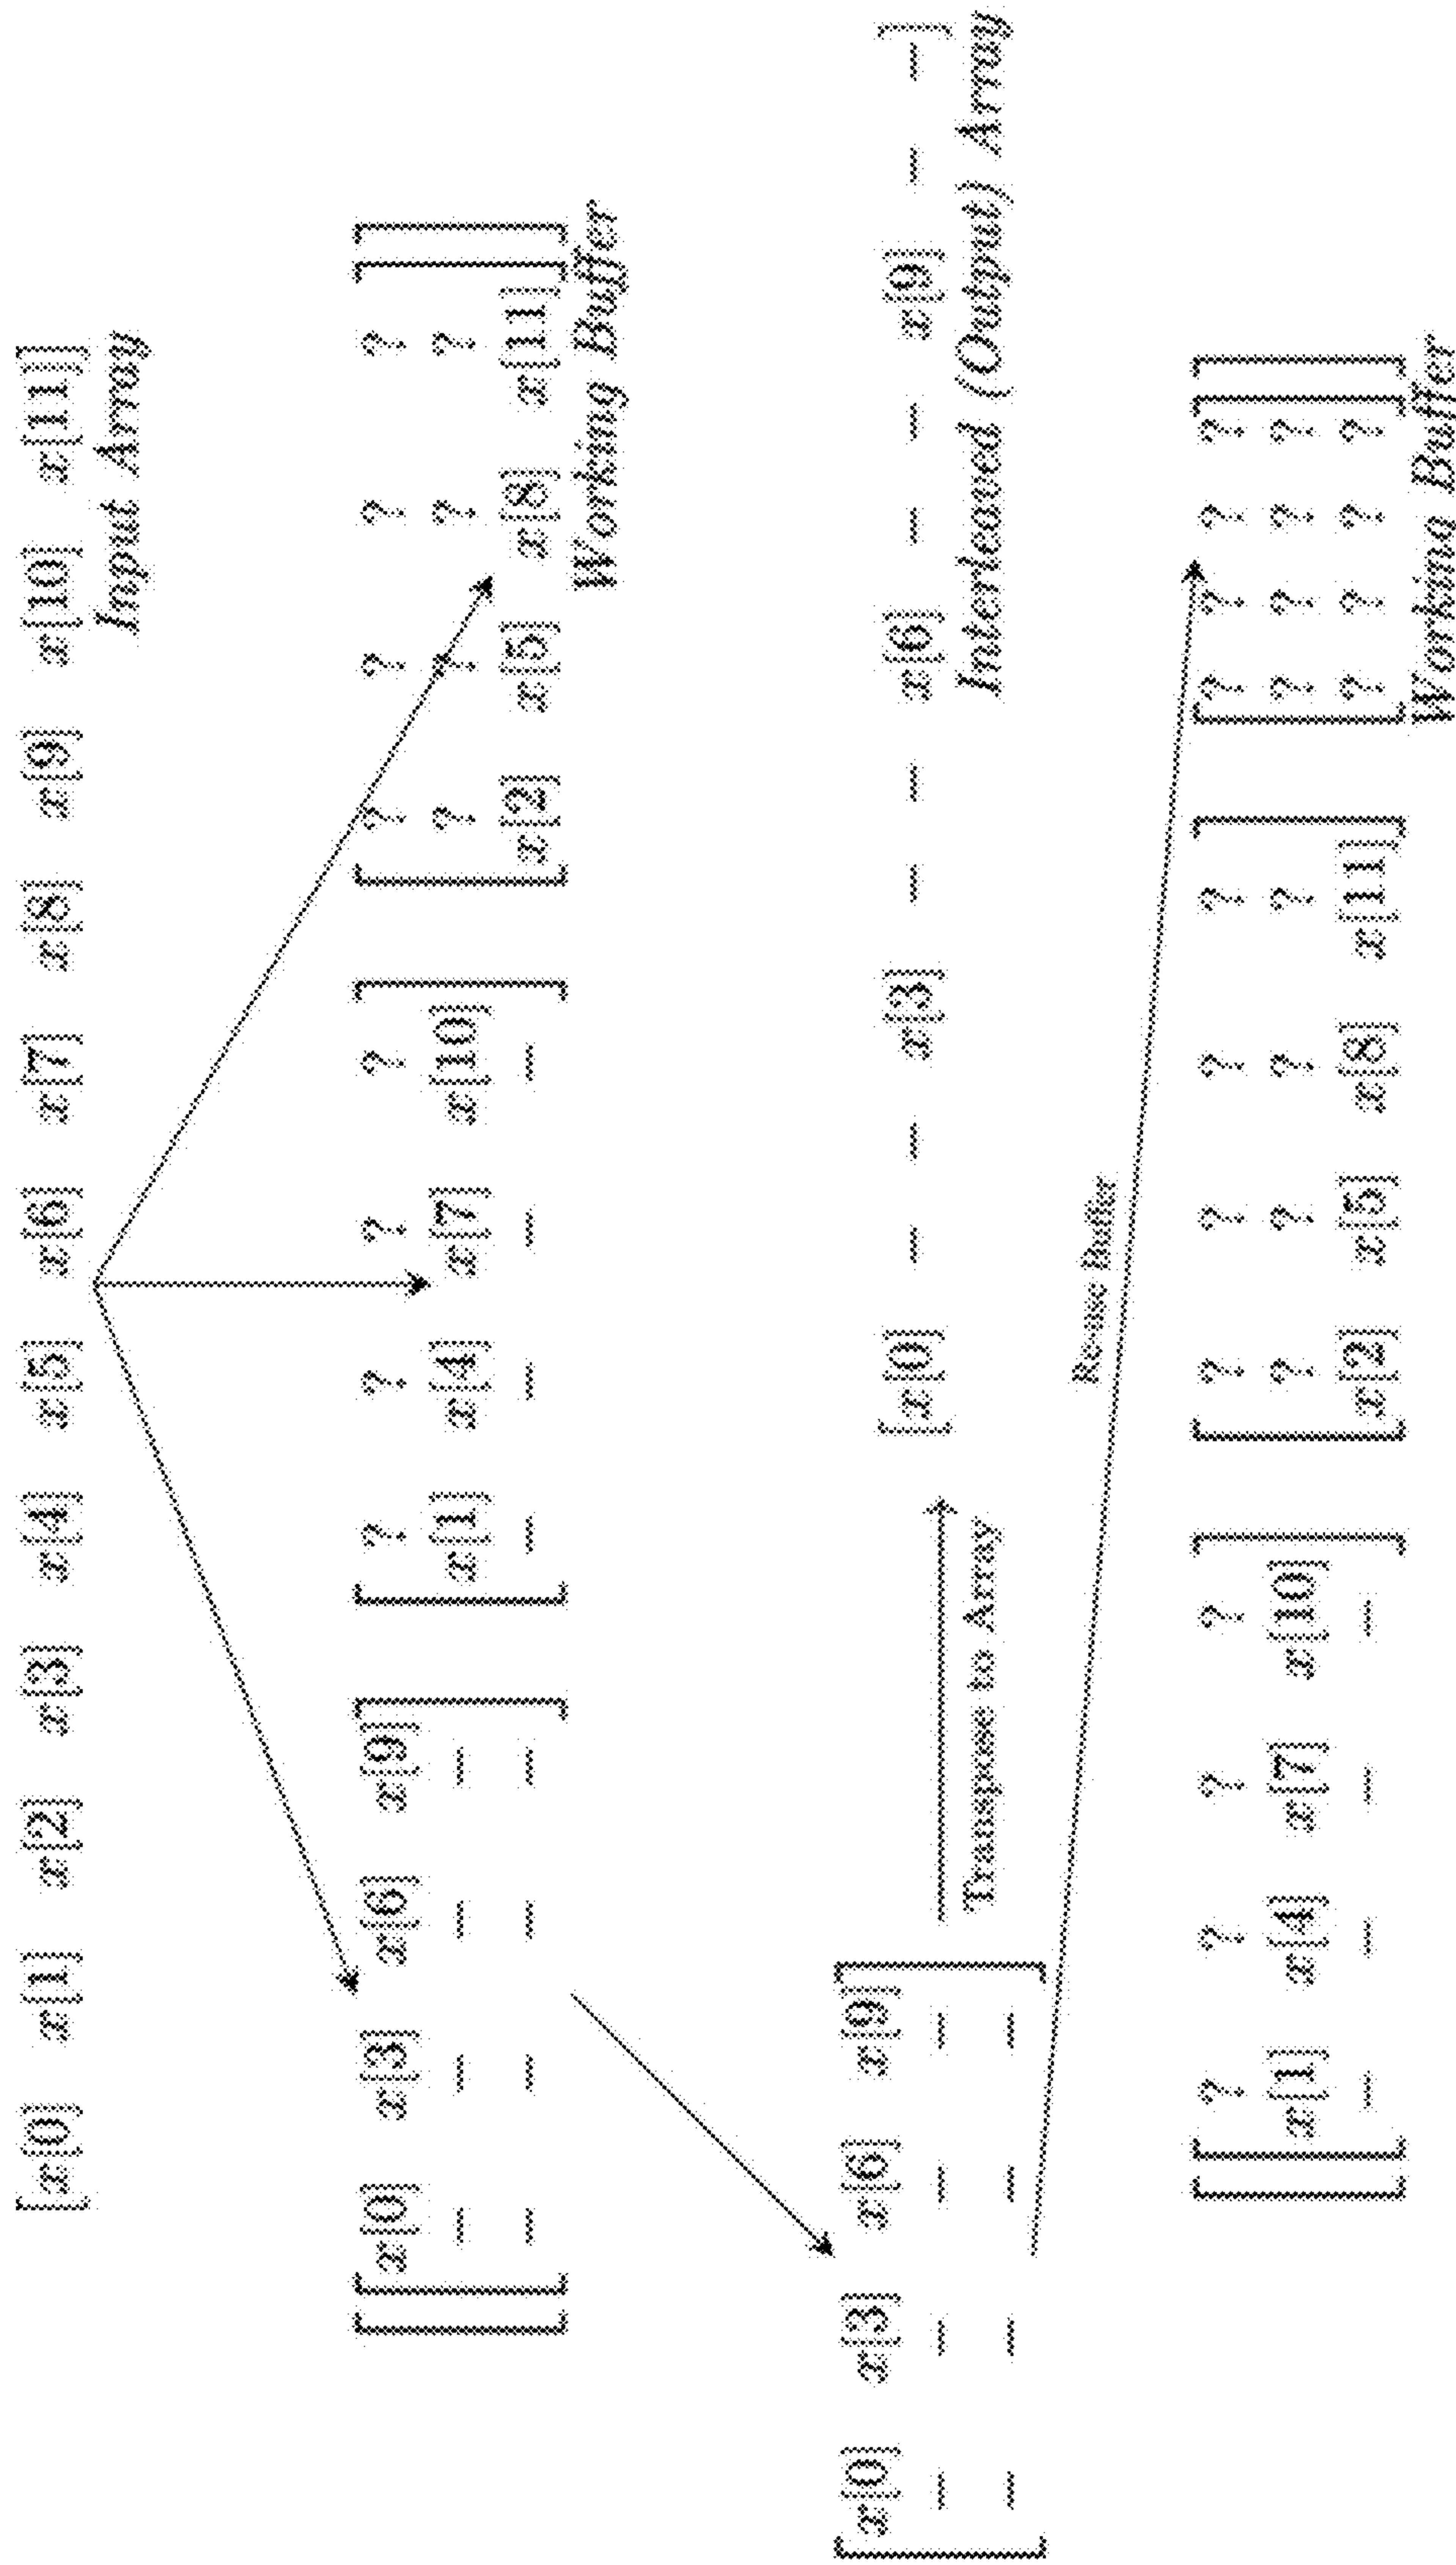 [x[0] x[1] x[2] x[3] x[4] x[5] x[6] x[7] x[8] x[9] x[10] x[11]]
Input Array
[[x[0] x[3] x[6] x[9] ] [ ? ? ? ? ] [ ? ? ? ? ]]
– – – – x[1] x[4] x[7] x[10] ? ? ? ?
– – – – – – – – x[2] x[5] x[8] x[11]
Working Buffer
[x[0] x[3] x[6] x[9]]
– – – –
– – – –
Transpose to Array
[x[0] – – x[3] – – x[6] – – x[9] – – ]
Interleaved (Output) Array
Re-use Buffer
[[ ? ? ? ? ] [ ? ? ? ? ] [? ? ? ?]]
x[1] x[4] x[7] x[10] ? ? ? ? ? ? ? ?
– – – – x[2] x[5] x[8] x[11] ? ? ? ?
Working Buffer